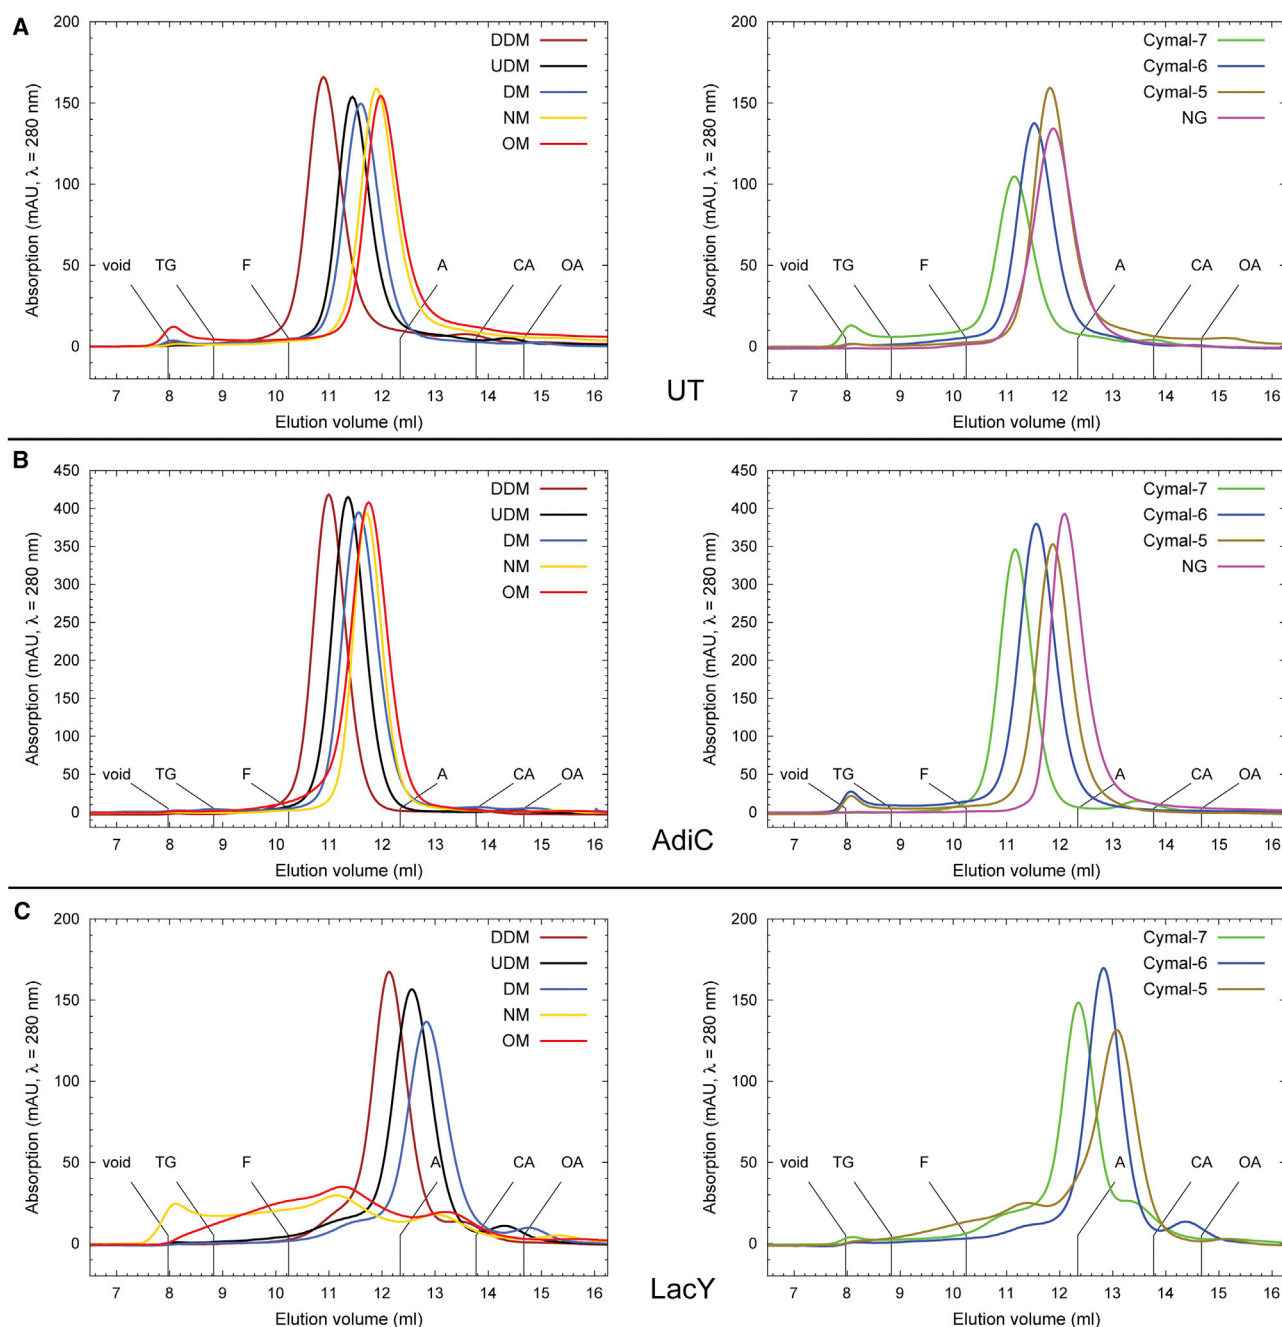 A
Absorption (mAU, λ = 280 nm)
200
150
100
50
0
DDM
UDM
DM
NM
OM
void TG F A CA OA
7 8 9 10 11 12 13 14 15 16
Elution volume (ml)
Absorption (mAU, λ = 280 nm)
200
150
100
50
0
Cymal-7
Cymal-6
Cymal-5
NG
void TG F A CA OA
7 8 9 10 11 12 13 14 15 16
Elution volume (ml)
UT
B
Absorption (mAU, λ = 280 nm)
450
400
350
300
250
200
150
100
50
0
DDM
UDM
DM
NM
OM
void TG F A CA OA
7 8 9 10 11 12 13 14 15 16
Elution volume (ml)
Absorption (mAU, λ = 280 nm)
450
400
350
300
250
200
150
100
50
0
Cymal-7
Cymal-6
Cymal-5
NG
void TG F A CA OA
7 8 9 10 11 12 13 14 15 16
Elution volume (ml)
AdiC
C
Absorption (mAU, λ = 280 nm)
200
150
100
50
0
DDM
UDM
DM
NM
OM
void TG F A CA OA
7 8 9 10 11 12 13 14 15 16
Elution volume (ml)
Absorption (mAU, λ = 280 nm)
200
150
100
50
0
Cymal-7
Cymal-6
Cymal-5
void TG F A CA OA
7 8 9 10 11 12 13 14 15 16
Elution volume (ml)
LacY